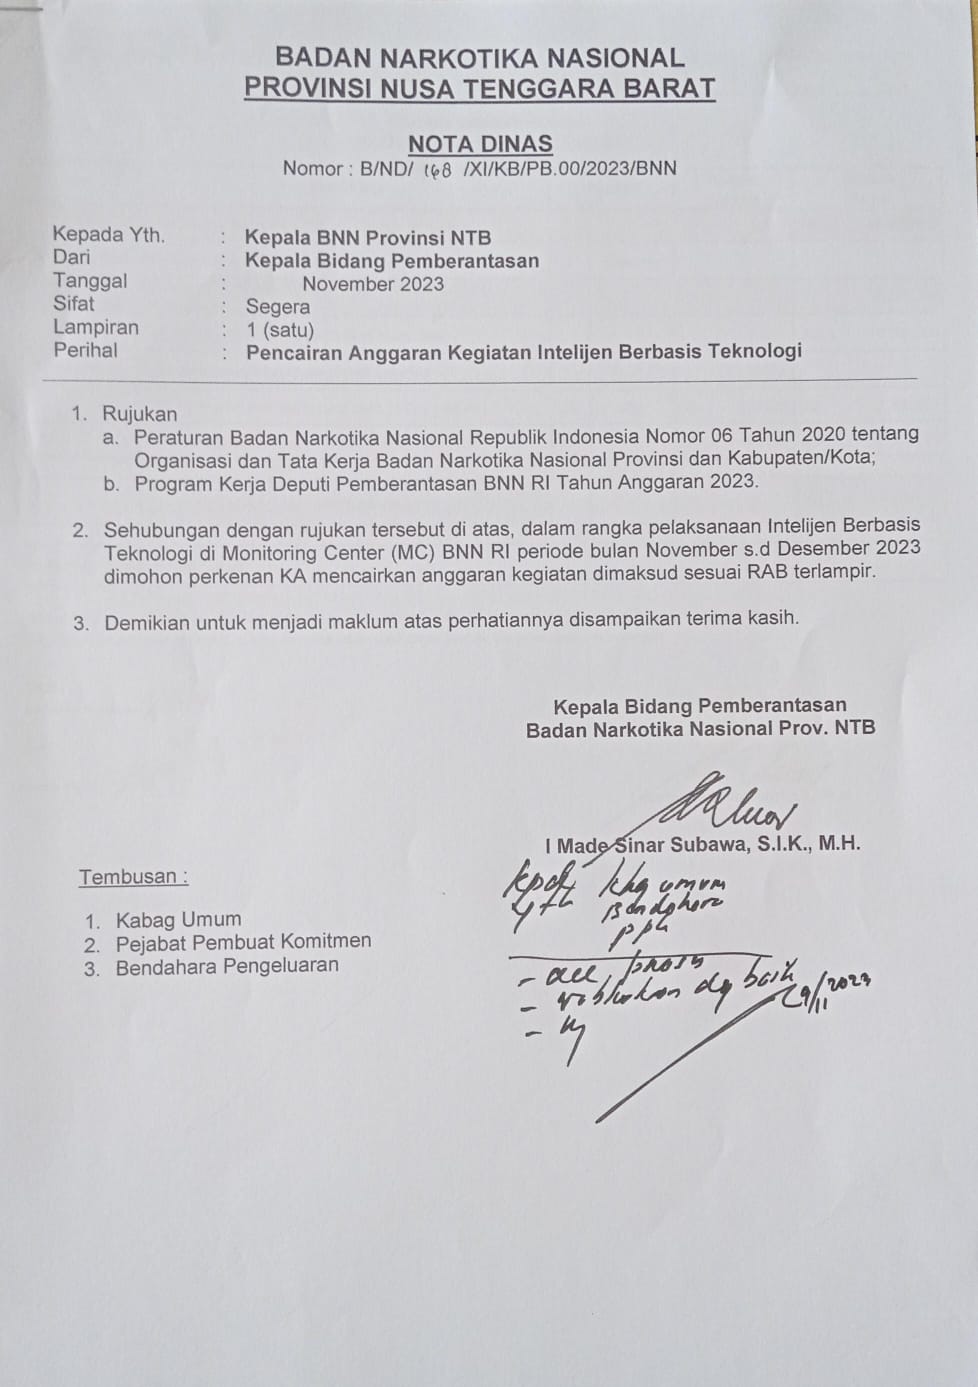 BADAN NARKOTIKA NASIONAL
PROVINSI NUSA TENGGARA BARAT
NOTA DINAS
Nomor : B/ND/ 168 /XI/KB/PB.00/2023/BNN
Kepada Yth. : Kepala BNN Provinsi NTB
Dari : Kepala Bidang Pemberantasan
Tanggal : November 2023
Sifat : Segera
Lampiran : 1 (satu)
Perihal : Pencairan Anggaran Kegiatan Intelijen Berbasis Teknologi
1. Rujukan
a. Peraturan Badan Narkotika Nasional Republik Indonesia Nomor 06 Tahun 2020 tentang
Organisasi dan Tata Kerja Badan Narkotika Nasional Provinsi dan Kabupaten/Kota;
b. Program Kerja Deputi Pemberantasan BNN RI Tahun Anggaran 2023.
2. Sehubungan dengan rujukan tersebut di atas, dalam rangka pelaksanaan Intelijen Berbasis
Teknologi di Monitoring Center (MC) BNN RI periode bulan November s.d Desember 2023
dimohon perkenan KA mencairkan anggaran kegiatan dimaksud sesuai RAB terlampir.
3. Demikian untuk menjadi maklum atas perhatiannya disampaikan terima kasih.
Kepala Bidang Pemberantasan
Badan Narkotika Nasional Prov. NTB
I Made Sinar Subawa, S.I.K., M.H.
Tembusan :
1. Kabag Umum
2. Pejabat Pembuat Komitmen
3. Bendahara Pengeluaran
kpd umum
yth
- acc, proses
- dg baik
29/11 2023